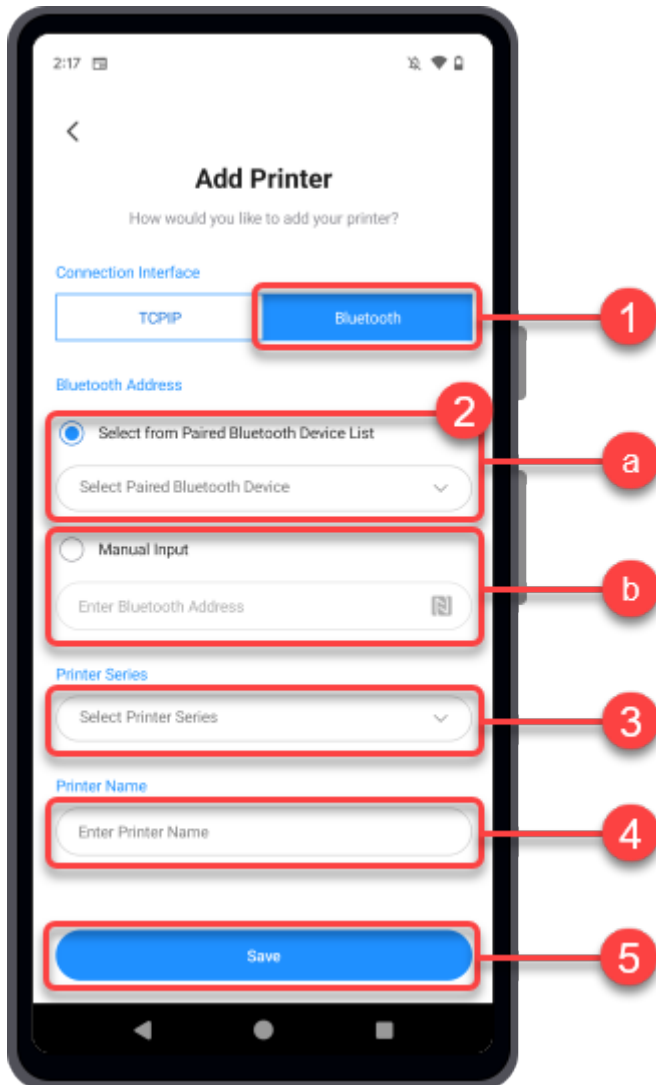 2:17
Add Printer
How would you like to add your printer?
Connection Interface
TCPIP
Bluetooth
1
Bluetooth Address
2
Select from Paired Bluetooth Device List
a
Select Paired Bluetooth Device
Manual Input
b
Enter Bluetooth Address
Printer Series
Select Printer Series
3
Printer Name
Enter Printer Name
4
Save
5